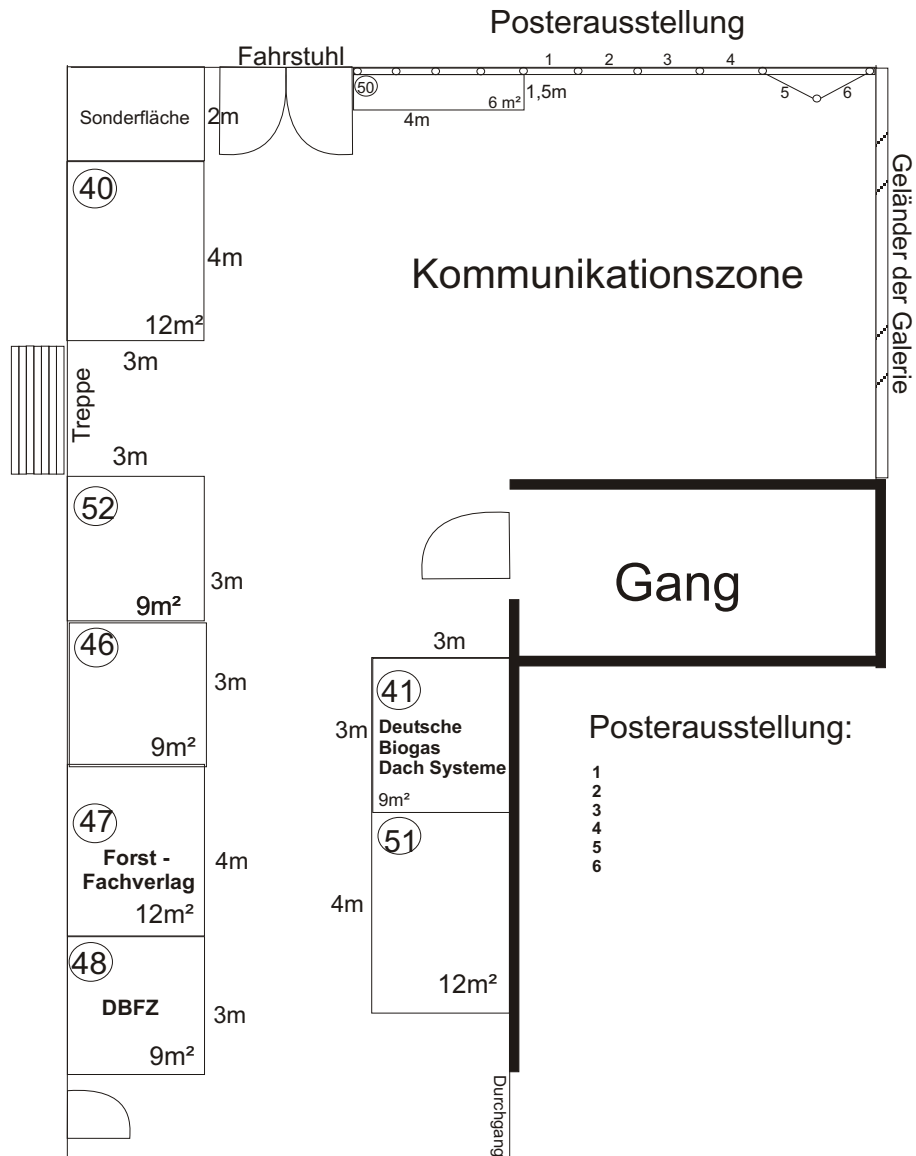 Posterausstellung
Fahrstuhl
1 2 3 4
5 6
50
6 m²
1,5m
4m
Sonderfläche
2m
40
4m
12m²
3m
Kommunikationszone
Geländer der Galerie
Treppe
3m
52
3m
9m²
Gang
46
3m
9m²
3m
41
3m
Deutsche
Biogas
Dach Systeme
9m²
Posterausstellung:
1
2
3
4
5
6
47
Forst -
Fachverlag
4m
12m²
51
4m
12m²
48
DBFZ
3m
9m²
Durchgang